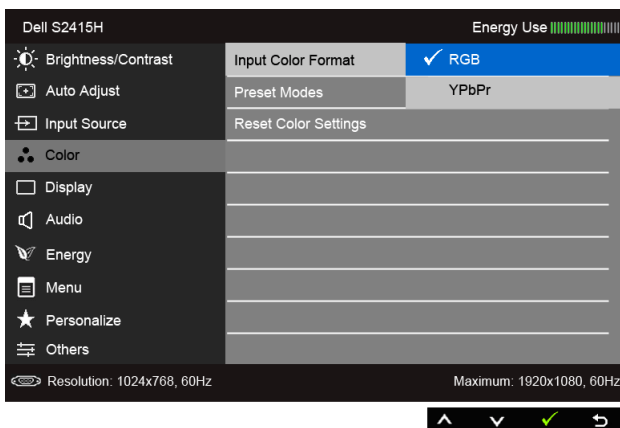 Dell S2415H Energy Use
Brightness/Contrast Input Color Format RGB
Auto Adjust Preset Modes YPbPr
Input Source Reset Color Settings
Color
Display
Audio
Energy
Menu
Personalize
Others
Resolution: 1024x768, 60Hz Maximum: 1920x1080, 60Hz